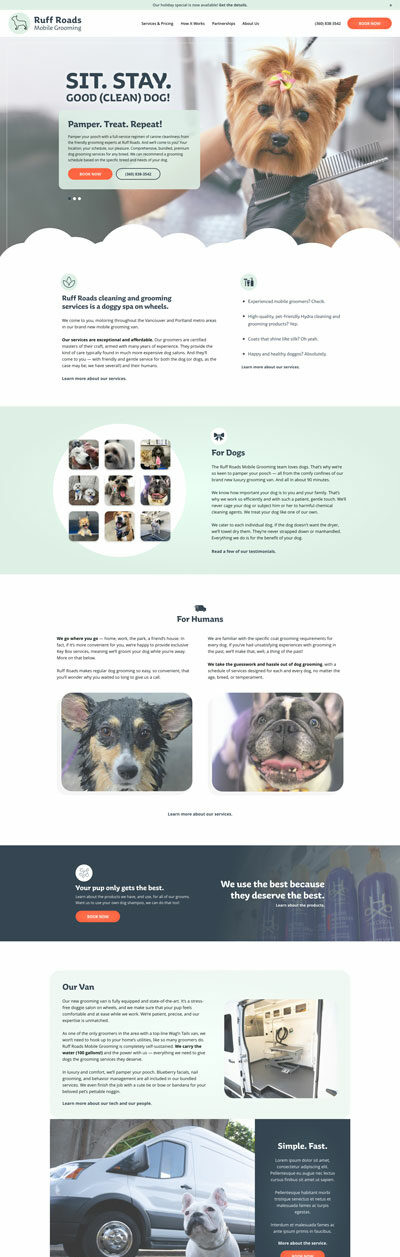 Our holiday special is now available! Get the details.
x
Ruff Roads
Mobile Grooming
Services & Pricing How It Works Partnerships About Us
(360) 838-3542
BOOK NOW
SIT. STAY.
GOOD (CLEAN) DOG!
Pamper. Treat. Repeat!
Pamper your pooch with a full-service regimen of canine cleanliness from
the friendly grooming experts at Ruff Roads. And we'll come to you! Your
location, your schedule, our pleasure. Comprehensive, bundled, premium
dog grooming services for any breed. We can recommend a grooming
schedule based on the specific breed and needs of your dog.
BOOK NOW
(360) 838-3542
Ruff Roads cleaning and grooming
services is a doggy spa on wheels.
We come to you, motoring throughout the Vancouver and Portland metro areas
in our brand new mobile grooming van.
Our services are exceptional and affordable. Our groomers are certified
masters of their craft, armed with many years of experience. They provide the
kind of care typically found in much more expensive dog salons. And they'll
come to you — with friendly and gentle service for both the dog (or dogs, as the
case may be; we have several!) and their humans.
Learn more about our services.
Experienced mobile groomers? Check.
High-quality, pet-friendly Hydra cleaning and
grooming products? Yep.
Coats that shine like silk? Oh yeah.
Happy and healthy dogges? Absolutely.
Learn more about our services.
For Dogs
The Ruff Roads Mobile Grooming team loves dogs. That's why we're
so keen to pamper your pooch — all from the comfy confines of our
brand new luxury grooming van. And all in about 90 minutes.
We know how important your dog is to you and your family. That's
why we work so efficiently and with such a patient, gentle touch. We'll
never cage your dog or subject him or her to harmful chemical
cleaning agents. We treat your dog like one of our own.
We cater to each individual dog. If the dog doesn't want the dryer,
we'll towel dry them. They're never strapped down or manhandled.
Everything we do is for the benefit of your dog.
Read a few of our testimonials.
For Humans
We go where you go — home, work, the park, a friend's house. In
fact, if it's more convenient for you, we're happy to provide exclusive
Key Box services, meaning we'll groom your dog while you're away.
More on that below.
Ruff Roads makes regular dog grooming so easy, so convenient, that
you'll wonder why you waited so long to give us a call.
We are familiar with the specific coat grooming requirements for
every dog. If you've had unsatisfying experiences with grooming in
the past, we'll make that, well, a thing of the past!
We take the guesswork and hassle out of dog grooming, with a
schedule of services designed for each and every dog, no matter the
age, breed, or temperament.
Learn more about our services.
Your pup only gets the best.
Learn about the products we have, and use, for all of our grooms.
Want us to use your own dog shampoo, we can do that too!
BOOK NOW
We use the best because
they deserve the best.
Learn about the products.
Our Van
Our new grooming van is fully equipped and state-of-the-art. It's a stress-
free doggie salon on wheels, and we make sure that your pup feels
comfortable and at ease while we work. We're patient, precise, and our
expertise is unmatched.
As one of the only groomers in the area with a top line Wag'n Tails van, we
won't need to hook up to your home's utilities, like so many groomers do.
Ruff Roads Mobile Grooming is completely self-sustained. We carry the
water (100 gallons!) and the power with us — everything we need to give
dogs the grooming services they deserve.
In luxury and comfort, we'll pamper your pooch. Blueberry facials, nail
grooming, and behavior management are all included in our bundled
services. We even finish the job with a cute tie or bow or bandana for your
beloved pet's pettable noggin.
Learn more about our tech and our people.
Simple. Fast.
Lorem ipsum dolor sit amet,
consectetur adipiscing elit.
Pellentesque eu augue nec lectus
cursus finibus sit amet ut sapien.
Pellentesque habitant morbi
tristique senectus et netus et
malesuada fames ac turpis
egestas.
Interdum et malesuada fames ac
ante ipsum primis in faucibus.
More about the service.
BOOK NOW